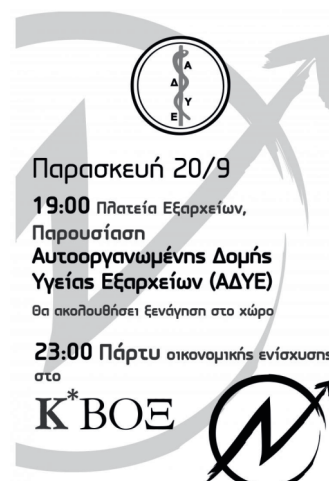 Α
Δ
Υ
Ε
Παρασκευή 20/9
19:00 Πλατεία Εξαρχείων,
Παρουσίαση
Αυτοοργανωμένης Δομής
Υγείας Εξαρχείων (ΑΔΥΕ)
Θα ακολουθήσει ξενάγηση στο χώρο
23:00 Πάρτυ οικονομικής ενίσχυσης
στο
Κ*ΒΟΞ